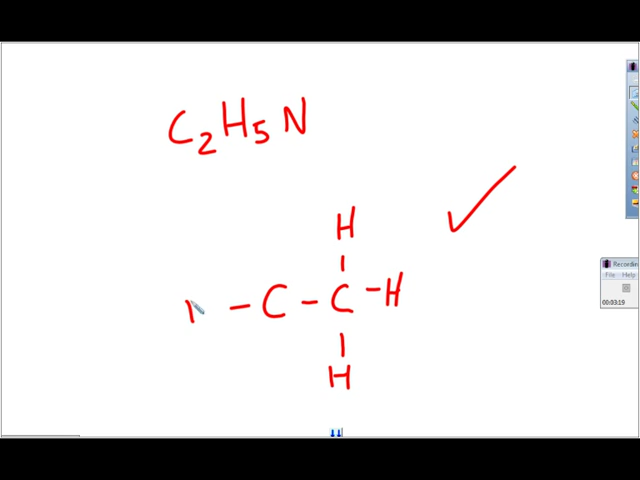 C₂H₅N
H
– C – C – H
H
Recordin
File Help
00:03:19